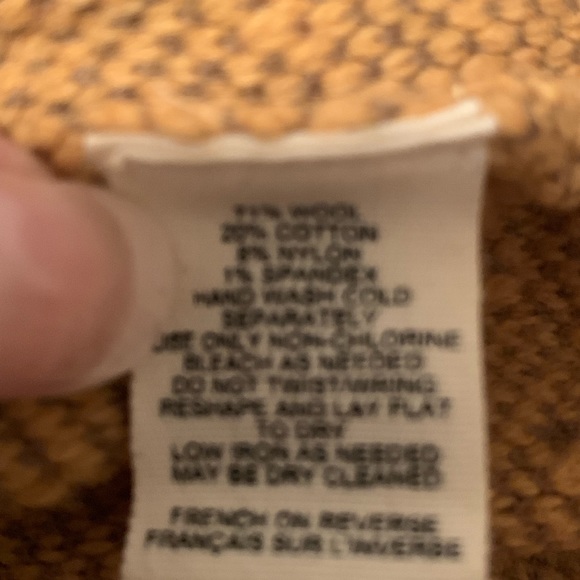 71% WOOL
20% COTTON
8% NYLON
1% SPANDEX
HAND WASH COLD
SEPARATELY
USE ONLY NON-CHLORINE
BLEACH AS NEEDED
DO NOT TWIST/WRING
RESHAPE AND LAY FLAT
TO DRY
LOW IRON AS NEEDED
MAY BE DRY CLEANED
FRENCH ON REVERSE
FRANÇAIS SUR L'INVERSE